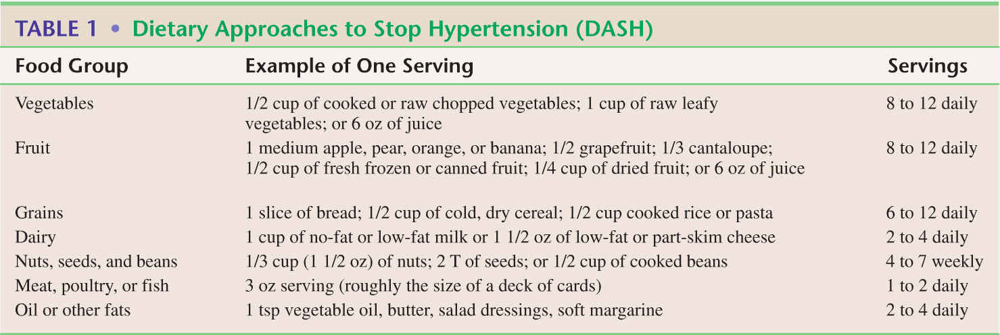 TABLE 1 • Dietary Approaches to Stop Hypertension (DASH)
Food Group Example of One Serving Servings
Vegetables 1/2 cup of cooked or raw chopped vegetables; 1 cup of raw leafy 8 to 12 daily
vegetables; or 6 oz of juice
Fruit 1 medium apple, pear, orange, or banana; 1/2 grapefruit; 1/3 cantaloupe; 8 to 12 daily
1/2 cup of fresh frozen or canned fruit; 1/4 cup of dried fruit; or 6 oz of juice
Grains 1 slice of bread; 1/2 cup of cold, dry cereal; 1/2 cup cooked rice or pasta 6 to 12 daily
Dairy 1 cup of no-fat or low-fat milk or 1 1/2 oz of low-fat or part-skim cheese 2 to 4 daily
Nuts, seeds, and beans 1/3 cup (1 1/2 oz) of nuts; 2 T of seeds; or 1/2 cup of cooked beans 4 to 7 weekly
Meat, poultry, or fish 3 oz serving (roughly the size of a deck of cards) 1 to 2 daily
Oil or other fats 1 tsp vegetable oil, butter, salad dressings, soft margarine 2 to 4 daily